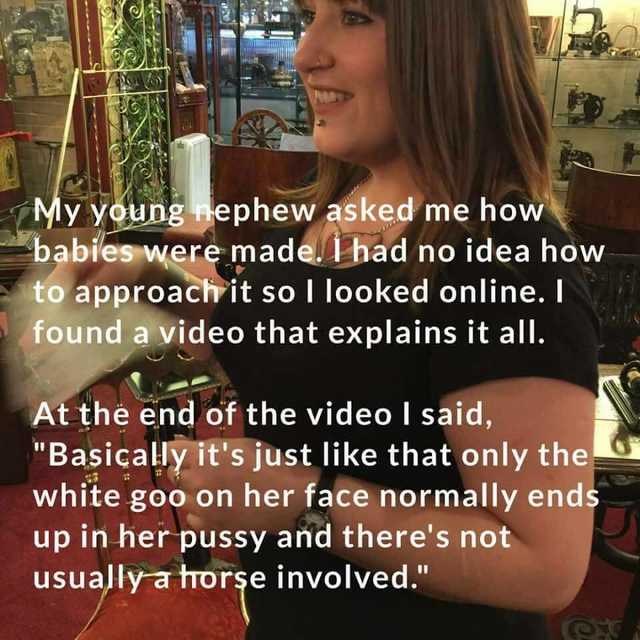 My young nephew asked me how
babies were made. I had no idea how
to approach it so I looked online. I
found a video that explains it all.
At the end of the video I said,
"Basically it's just like that only the
white goo on her face normally ends
up in her pussy and there's not
usually a horse involved."